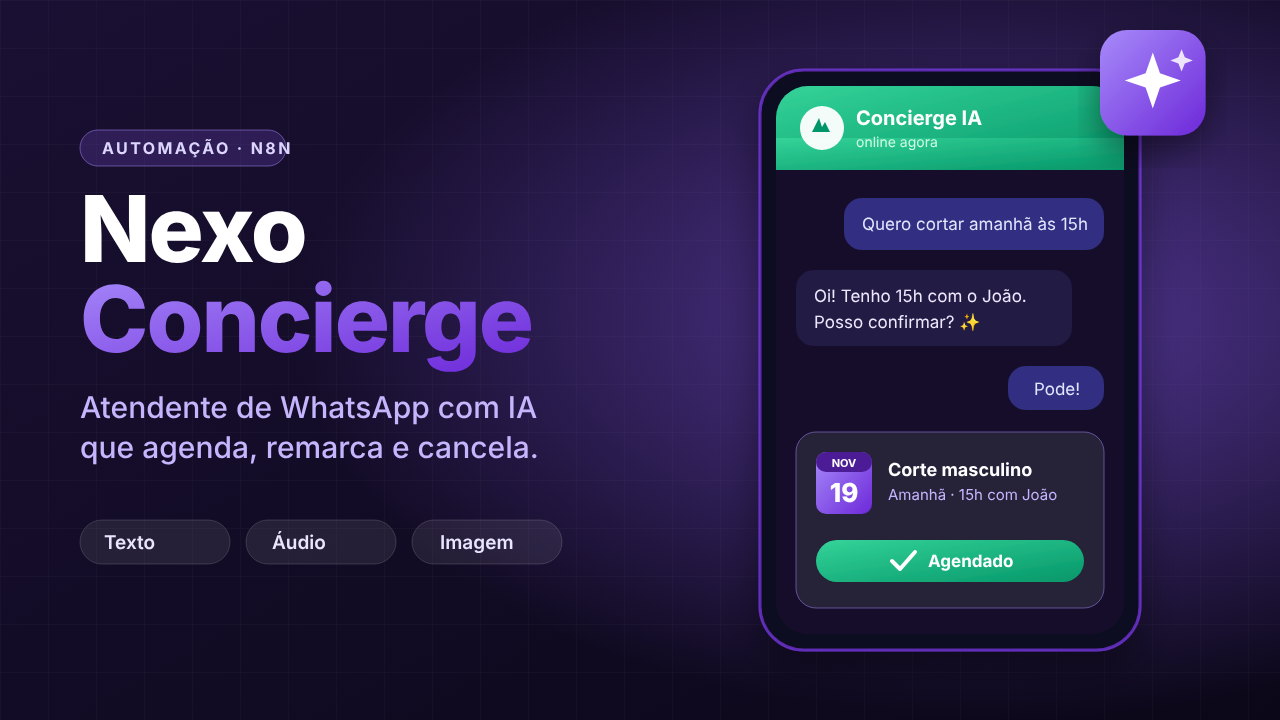 AUTOMAÇÃO · N8N
Nexo
Concierge
Atendente de WhatsApp com IA
que agenda, remarca e cancela.
Texto
Áudio
Imagem
Concierge IA
online agora
Quero cortar amanhã às 15h
Oi! Tenho 15h com o João.
Posso confirmar? ✨
Pode!
NOV
19
Corte masculino
Amanhã · 15h com João
Agendado